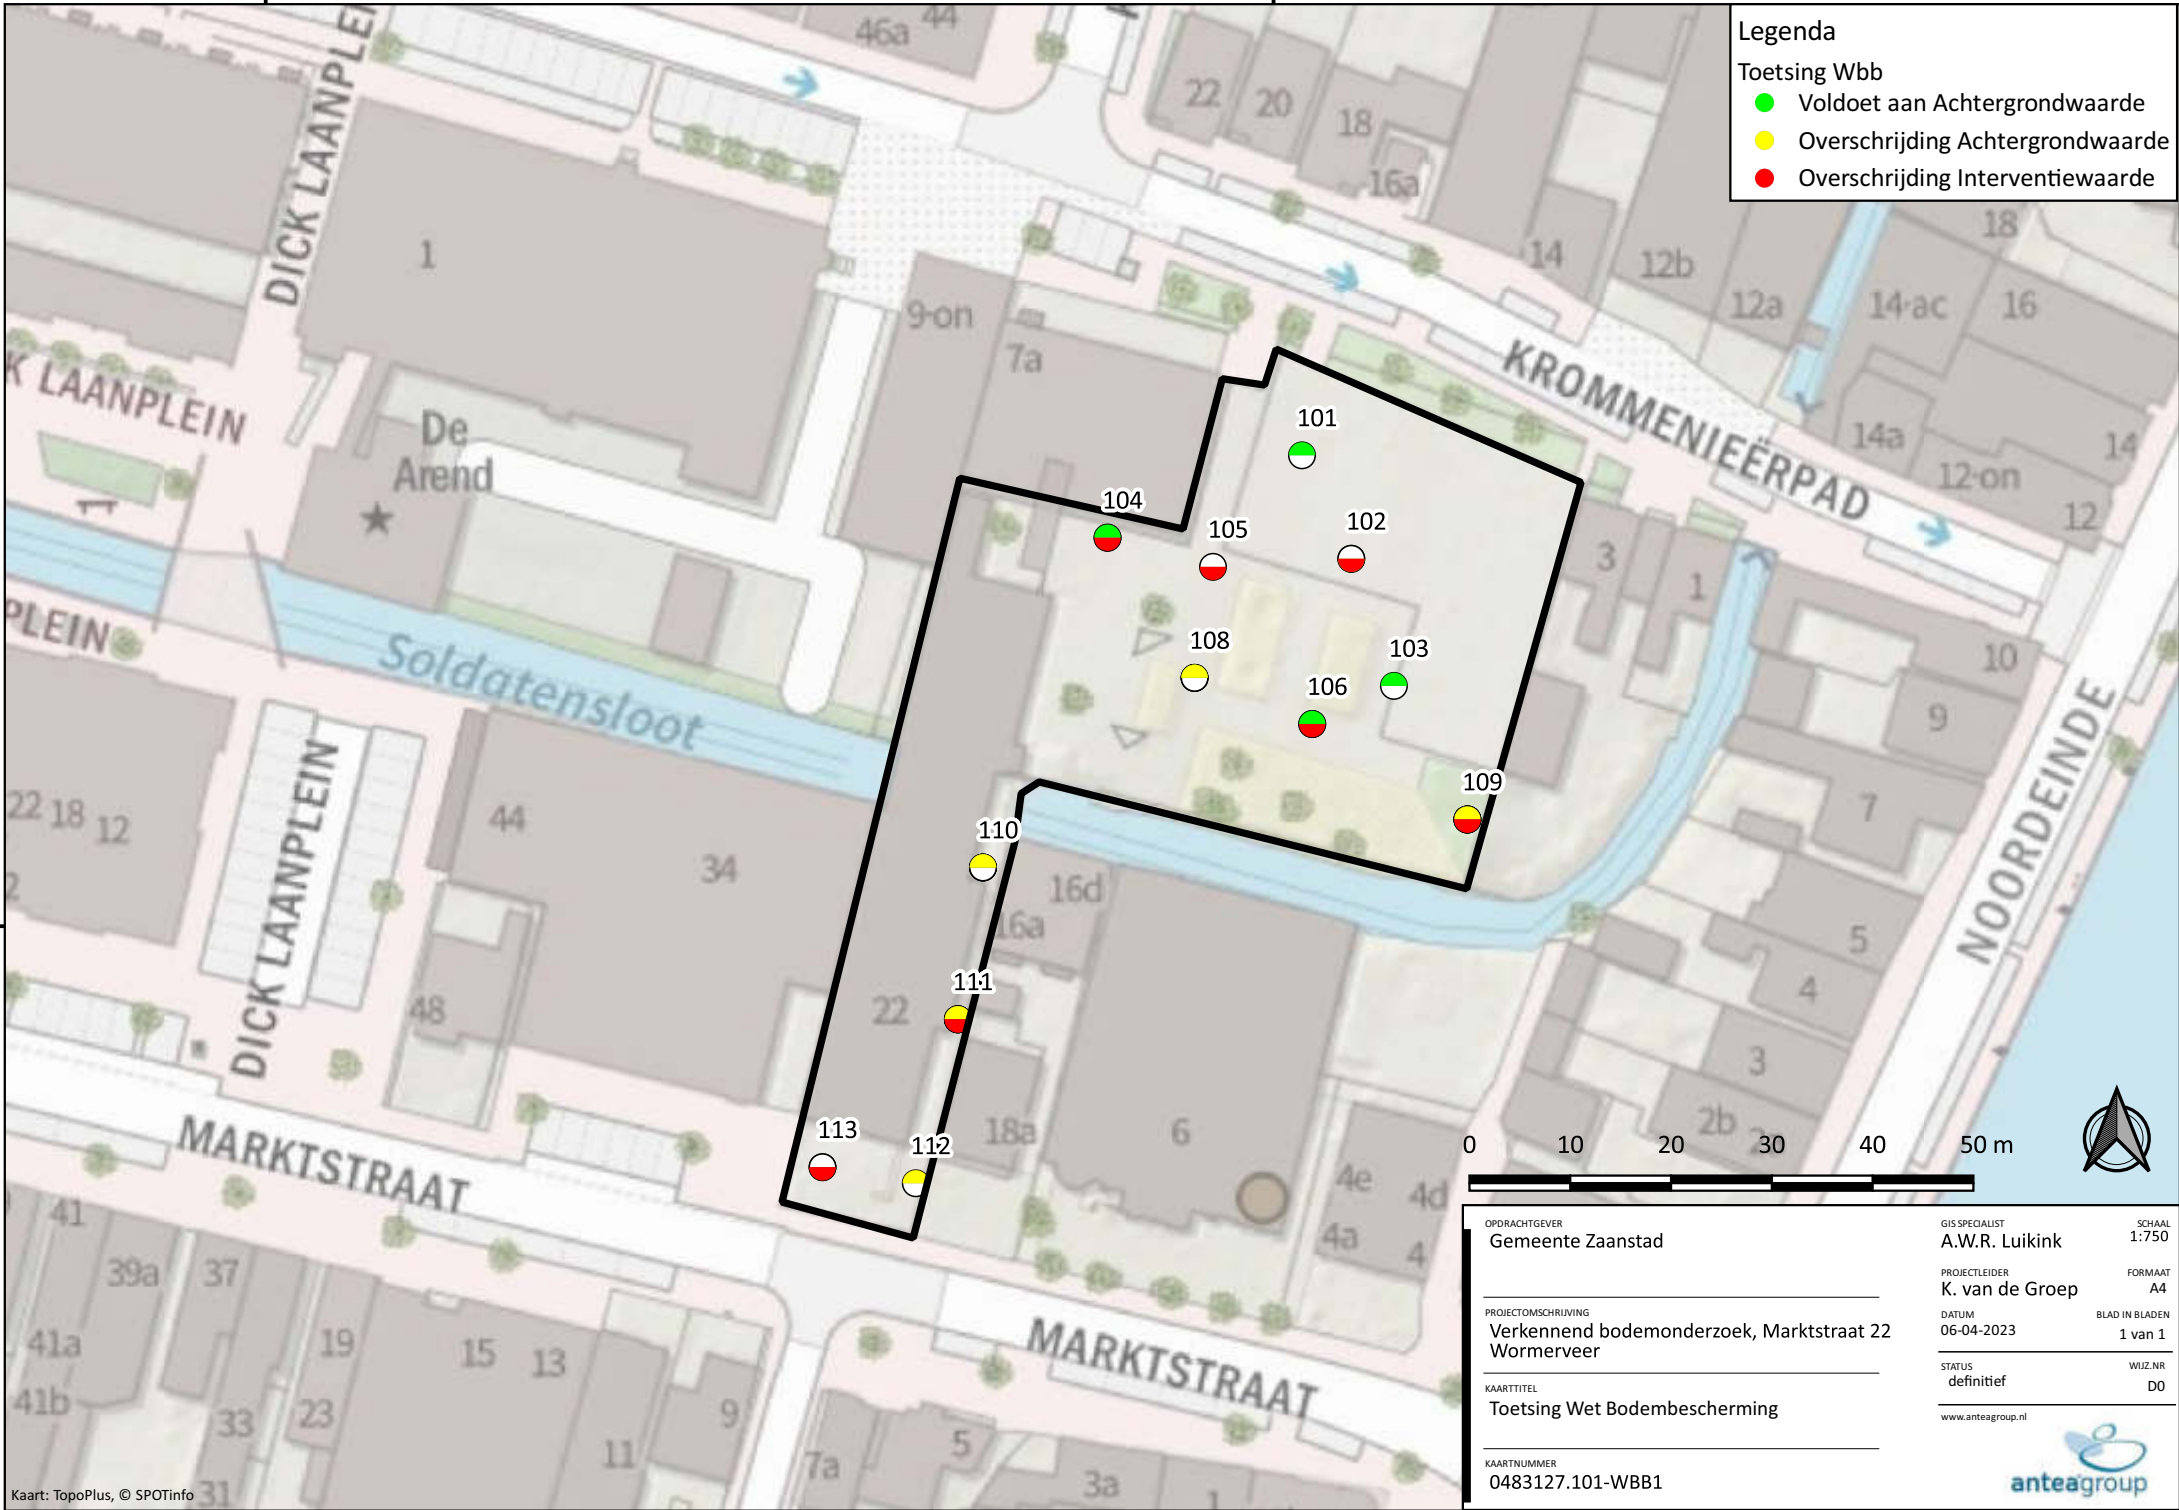 Legenda
Toetsing Wbb
Voldoet aan Achtergrondwaarde
Overschrijding Achtergrondwaarde
Overschrijding Interventiewaarde
46a
44
22
20
18
16a
14
12b
12a
18
14-ac
16
14a
14
12-on
12
DICK LAANPLEIN
1
9-on
7a
K LAANPLEIN
De
Arend
KROMMENIEËRPAD
101
104
105
102
3
1
PLEIN
Soldatensloot
108
103
106
10
9
109
7
NOORDEINDE
22
18
12
DICK LAANPLEIN
44
34
110
16d
16a
5
4
48
22
111
3
2b
MARKTSTRAAT
113
112
18a
6
4e
4d
4a
4
0 10 20 30 40 50 m
41
39a
37
41a
41b
19
15
13
33
23
31
11
9
7a
5
3a
1
MARKTSTRAAT
OPDRACHTGEVER
Gemeente Zaanstad
PROJECTOMSCHRIJVING
Verkennend bodemonderzoek, Marktstraat 22
Wormerveer
KAARTTITEL
Toetsing Wet Bodembescherming
KAARTNUMMER
0483127.101-WBB1
GIS SPECIALIST
A.W.R. Luikink
SCHAAL
1:750
PROJECTLEIDER
K. van de Groep
FORMAAT
A4
DATUM
06-04-2023
BLAD IN BLADEN
1 van 1
STATUS
definitief
WIJZ.NR
D0
www.anteagroup.nl
anteagroup
Kaart: TopoPlus, © SPOTinfo